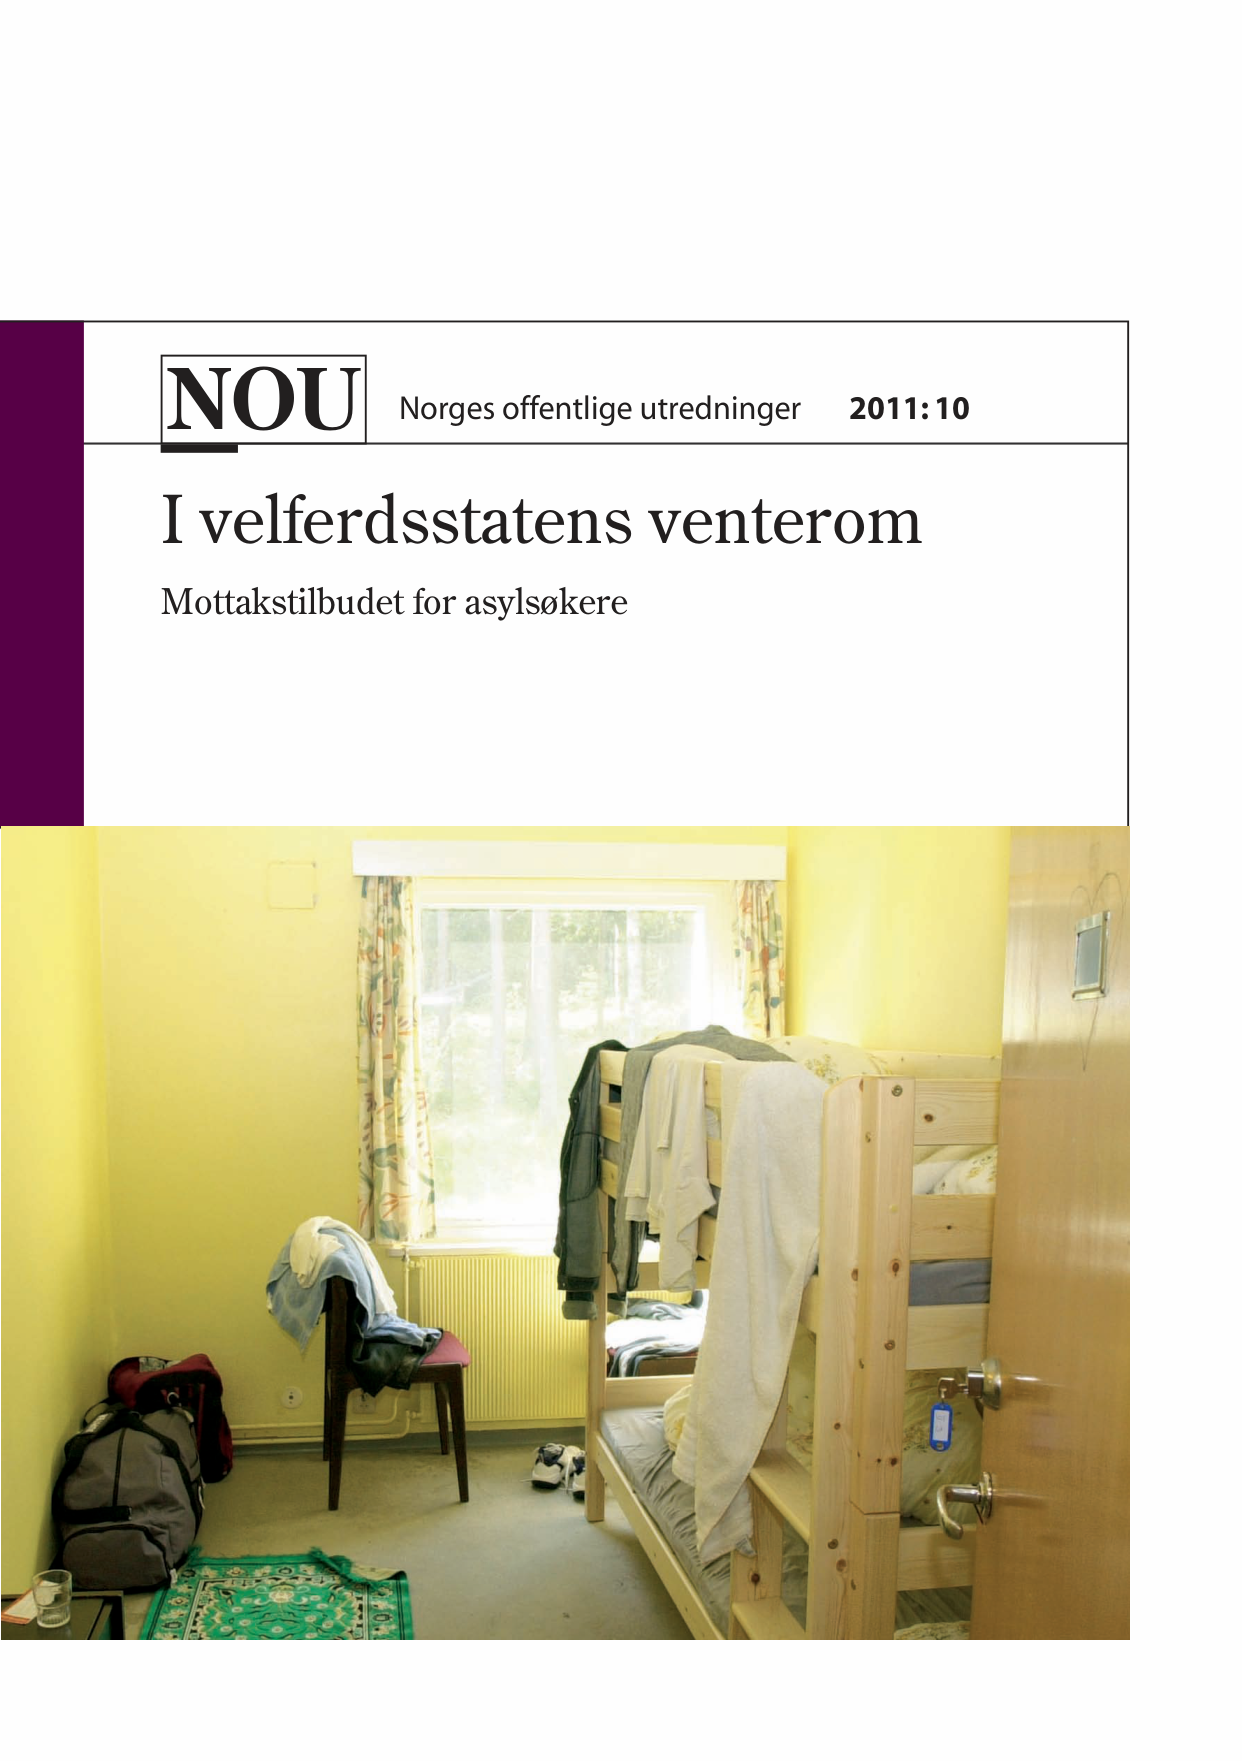 NOU
Norges offentlige utredninger 2011: 10
I velferdsstatens venterom
Mottakstilbudet for asylsøkere